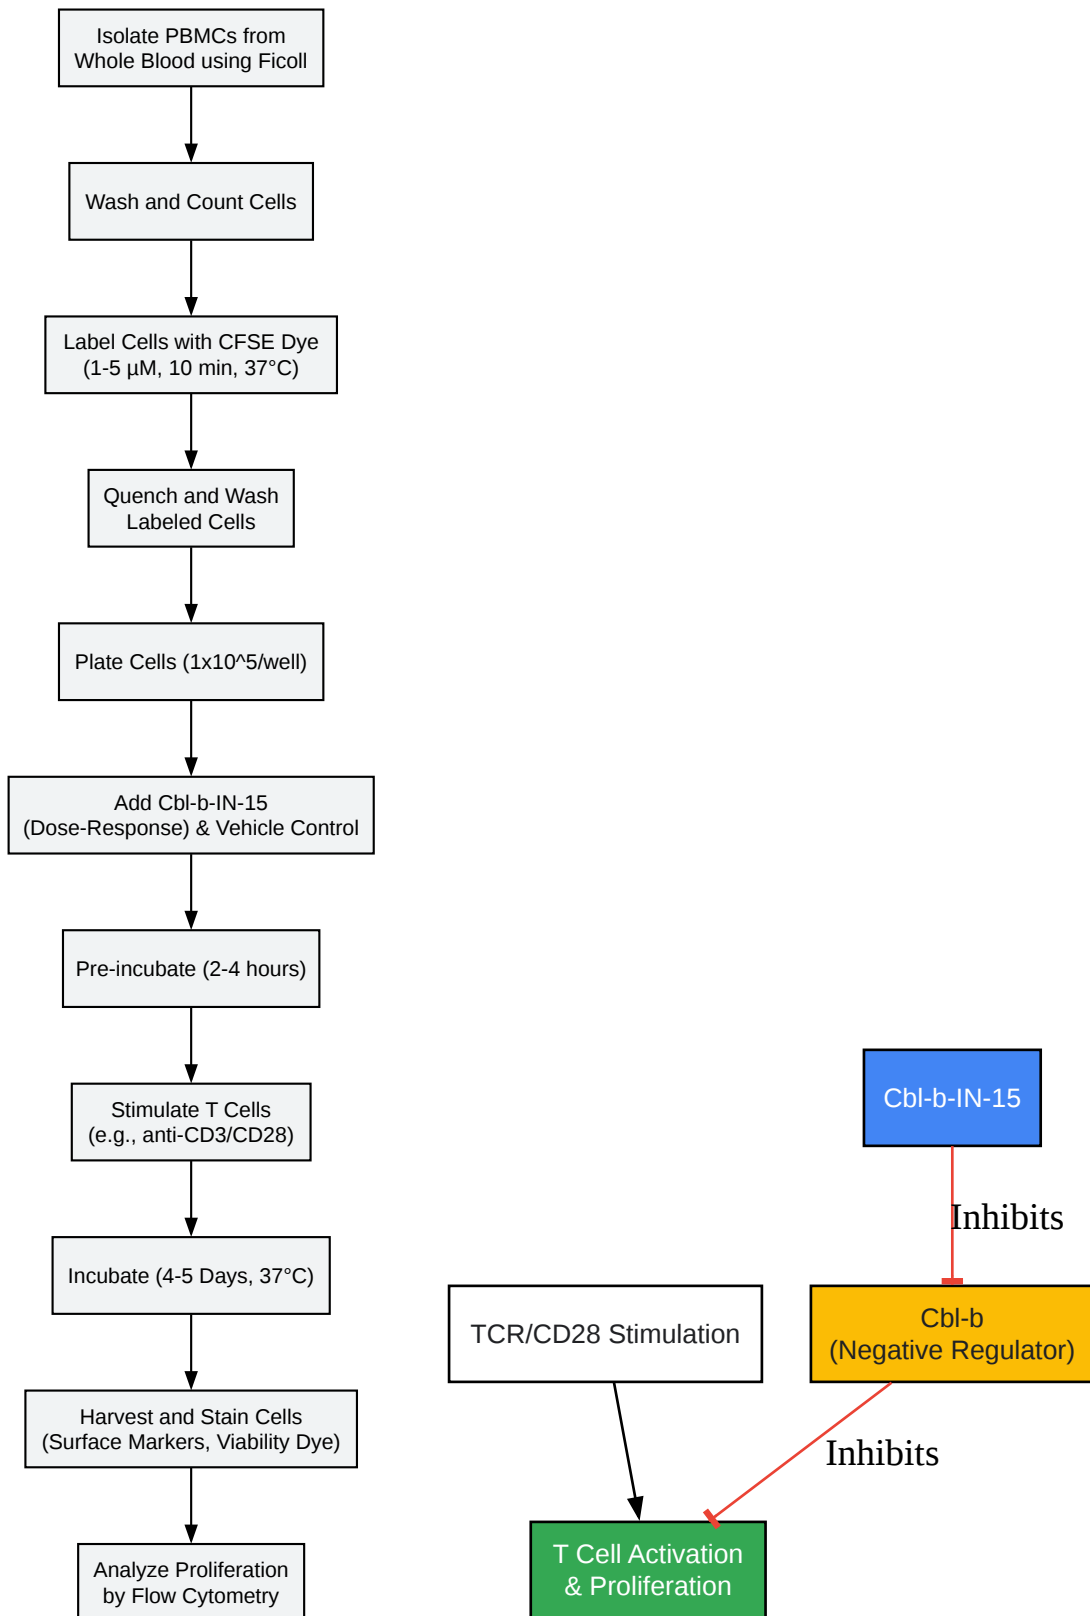 Isolate PBMCs from
Whole Blood using Ficoll
Wash and Count Cells
Label Cells with CFSE Dye
(1-5 µM, 10 min, 37°C)
Quench and Wash
Labeled Cells
Plate Cells (1x10^5/well)
Add Cbl-b-IN-15
(Dose-Response) & Vehicle Control
Pre-incubate (2-4 hours)
Stimulate T Cells
(e.g., anti-CD3/CD28)
Incubate (4-5 Days, 37°C)
Harvest and Stain Cells
(Surface Markers, Viability Dye)
Analyze Proliferation
by Flow Cytometry
Cbl-b-IN-15
Inhibits
TCR/CD28 Stimulation
Cbl-b
(Negative Regulator)
Inhibits
T Cell Activation
& Proliferation